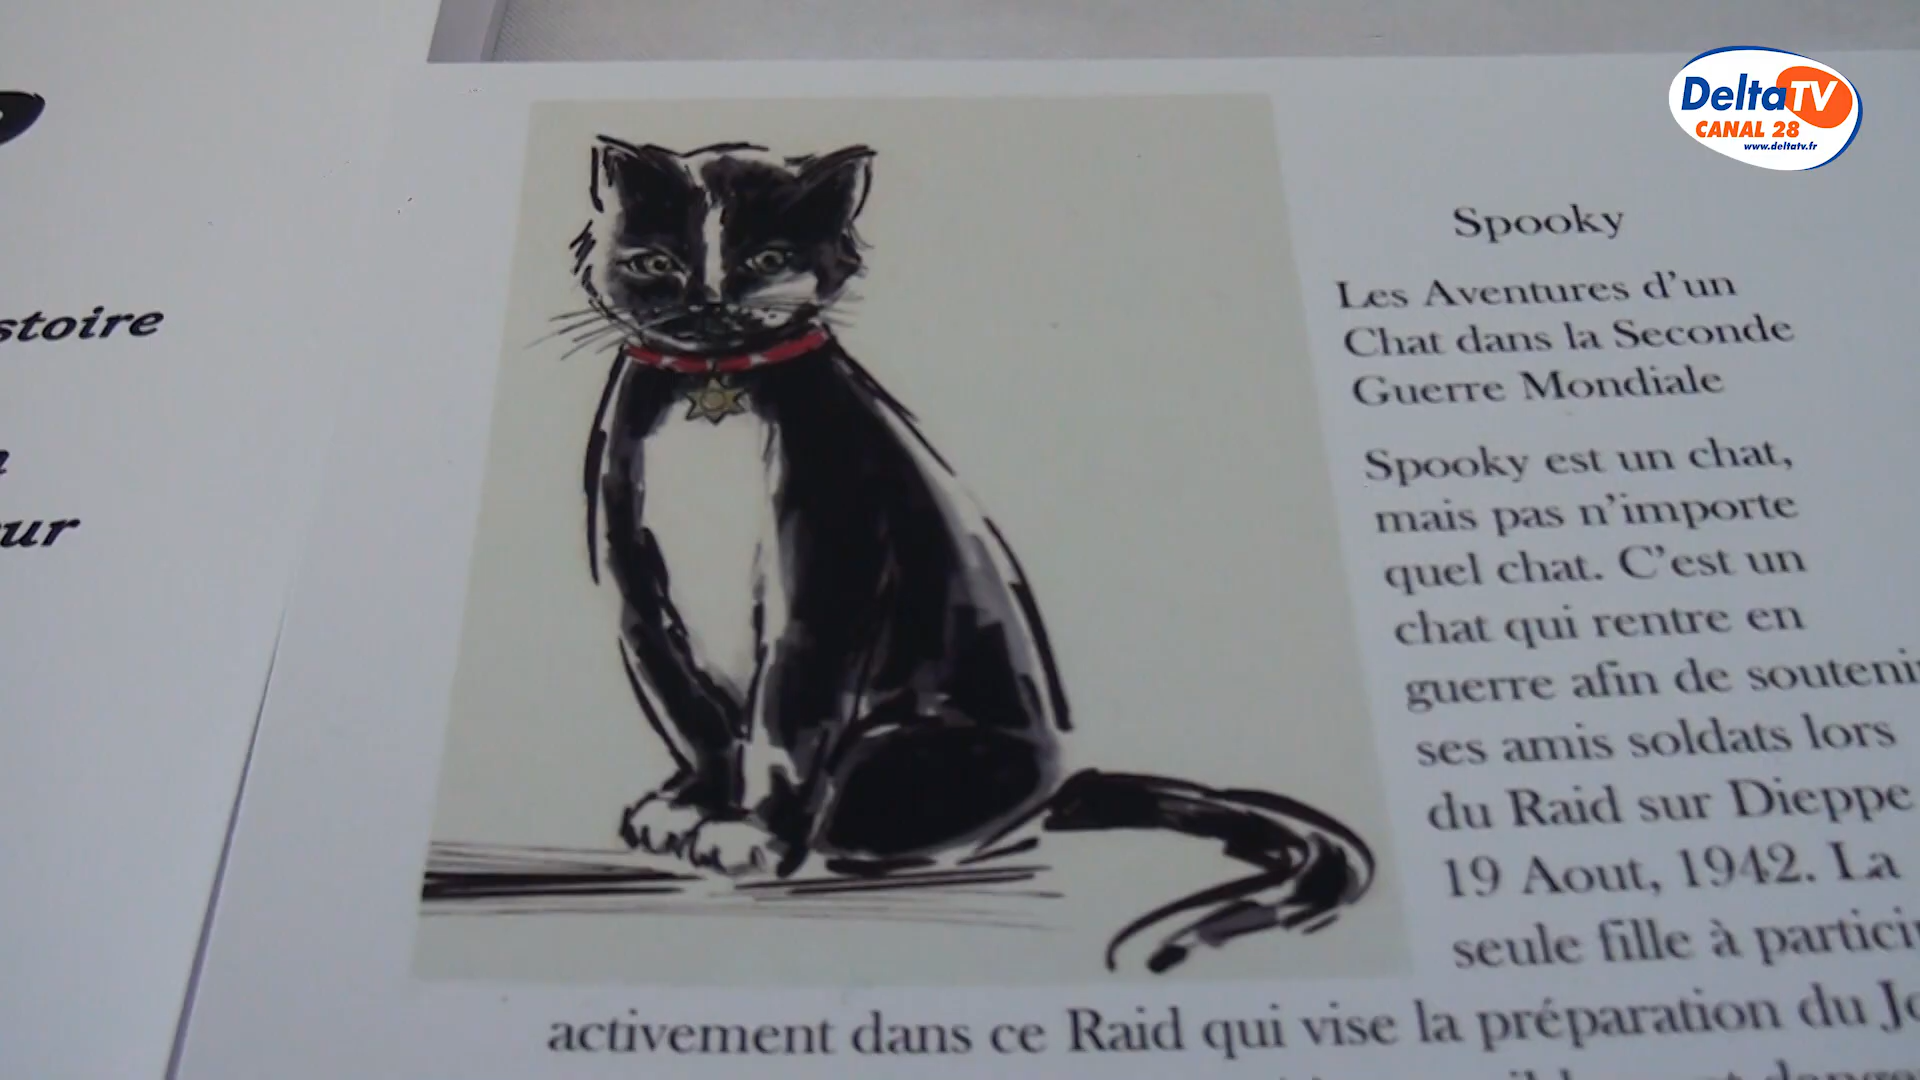 DeltaTV
CANAL 28
www.deltatv.fr
stoire
ur
Spooky
Les Aventures d'un
Chat dans la Seconde
Guerre Mondiale
Spooky est un chat,
mais pas n'importe
quel chat. C'est un
chat qui rentre en
guerre afin de soutenir
ses amis soldats lors
du Raid sur Dieppe
19 Aout, 1942. La
seule fille à partici
activement dans ce Raid qui vise la préparation du Jo